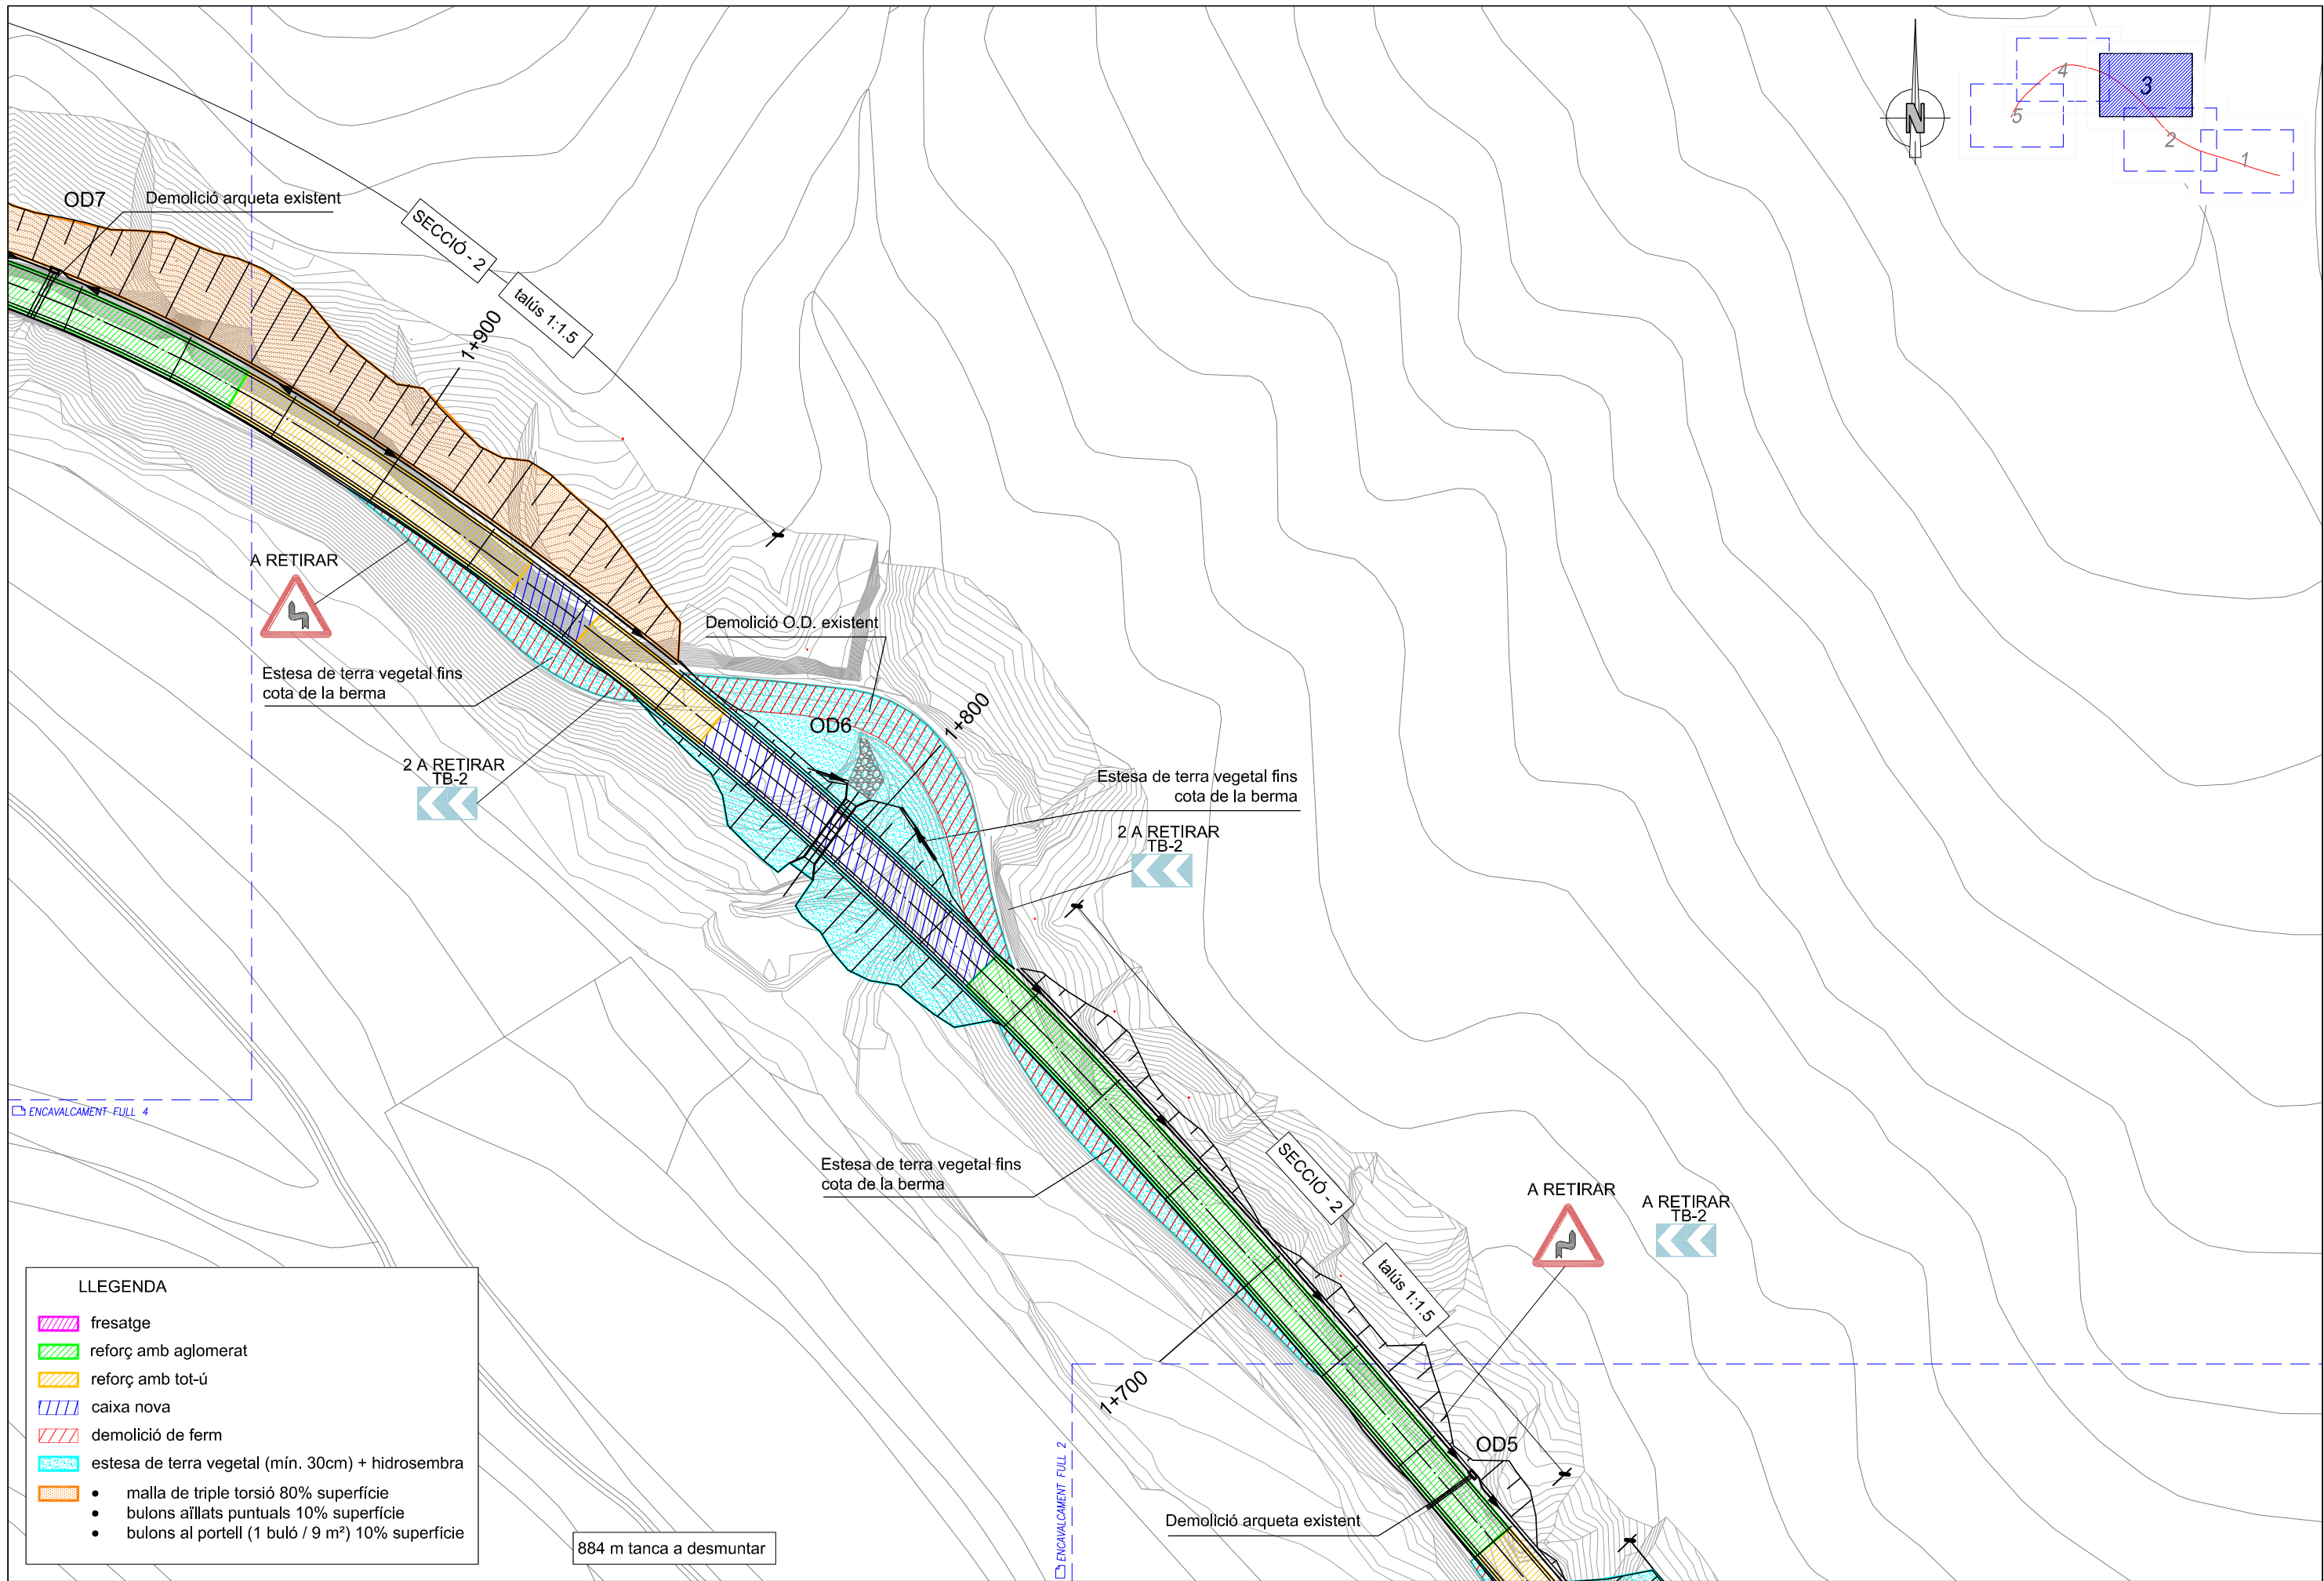 OD7
Demolició arqueta existent
SECCIÓ - 2
talús 1:1.5
1+900
N
4
3
5
2
1
A RETIRAR
Estesa de terra vegetal fins
cota de la berma
2 A RETIRAR
TB-2
Demolició O.D. existent
OD6
1+800
Estesa de terra vegetal fins
cota de la berma
2 A RETIRAR
TB-2
ENCAVALCAMENT FULL 4
Estesa de terra vegetal fins
cota de la berma
SECCIÓ - 2
talús 1:1.5
A RETIRAR
A RETIRAR
TB-2
1+700
OD5
Demolició arqueta existent
ENCAVALCAMENT FULL 2
LLEGENDA
fresatge
reforç amb aglomerat
reforç amb tot-ú
caixa nova
demolició de ferm
estesa de terra vegetal (mín. 30cm) + hidrosembra
• malla de triple torsió 80% superfície
• bulons aïllats puntuals 10% superfície
• bulons al portell (1 buló / 9 m²) 10% superfície
884 m tanca a desmuntar